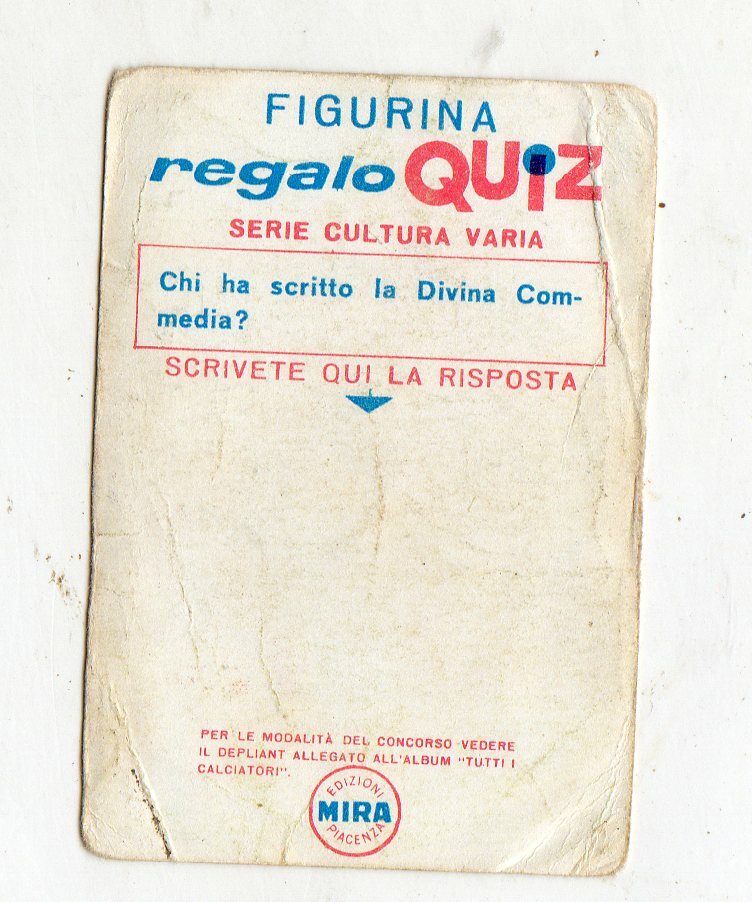 FIGURINA
regalo QUIZ
SERIE CULTURA VARIA
Chi ha scritto la Divina Com-
media?
SCRIVETE QUI LA RISPOSTA
PER LE MODALITÀ DEL CONCORSO VEDERE
IL DEPLIANT ALLEGATO ALL'ALBUM "TUTTI I
CALCIATORI".
EDIZIONI
MIRA
PIACENZA